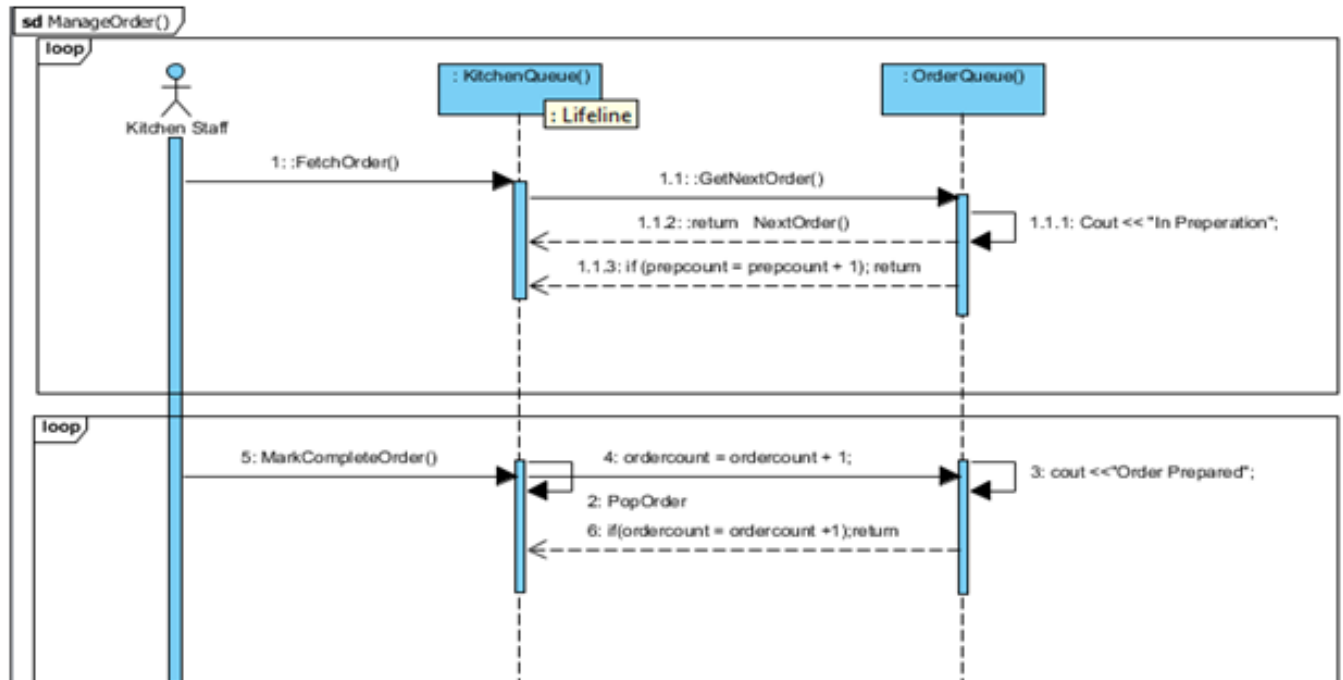 sd ManageOrder()
loop
: KitchenQueue()
: OrderQueue()
: Lifeline
Kitchen Staff
1: :FetchOrder()
1.1: :GetNextOrder()
1.1.2: :return NextOrder()
1.1.1: Cout << "In Preperation";
1.1.3: if (prepcount = prepcount + 1); return
loop
5: MarkCompleteOrder()
4: ordercount = ordercount + 1;
3: cout <<"Order Prepared";
2: PopOrder
6: if(ordercount = ordercount +1);return